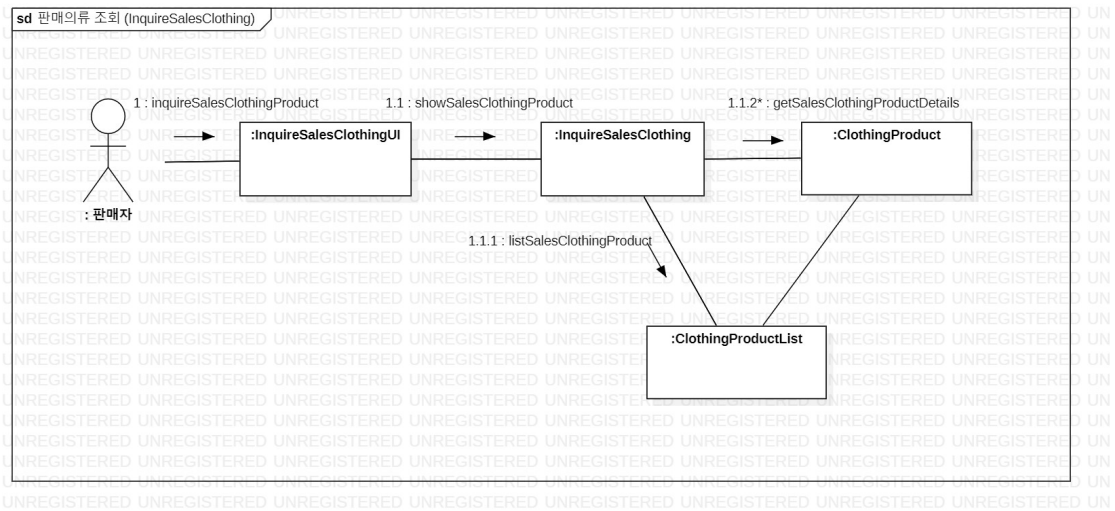 sd 판매의류 조회 (InquireSalesClothing)
1 : inquireSalesClothingProduct
1.1 : showSalesClothingProduct
1.1.2* : getSalesClothingProductDetails
:InquireSalesClothingUI
:InquireSalesClothing
:ClothingProduct
: 판매자
1.1.1 : listSalesClothingProduct
:ClothingProductList
UNREGISTERED